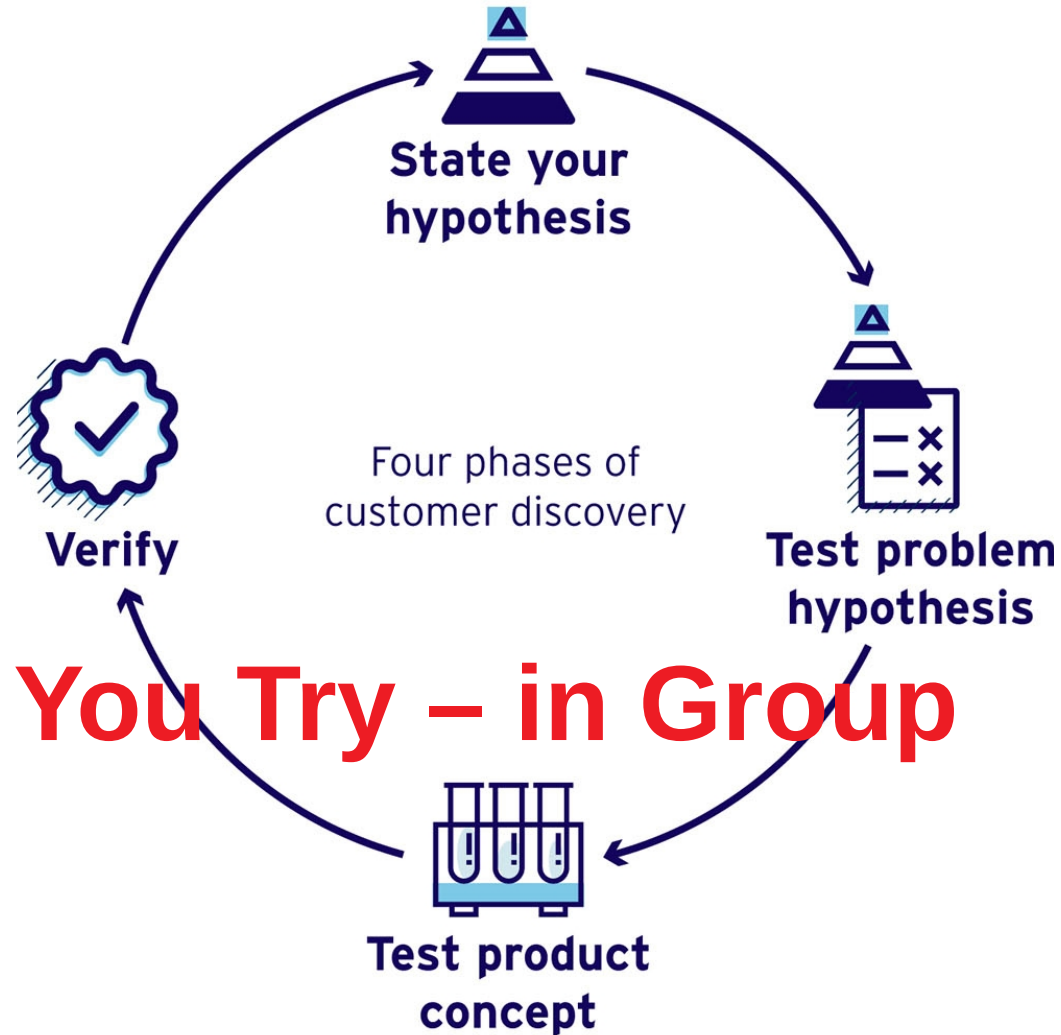 State your
hypothesis
Four phases of
customer discovery
Verify
Test problem
hypothesis
You Try – in Group
Test product
concept